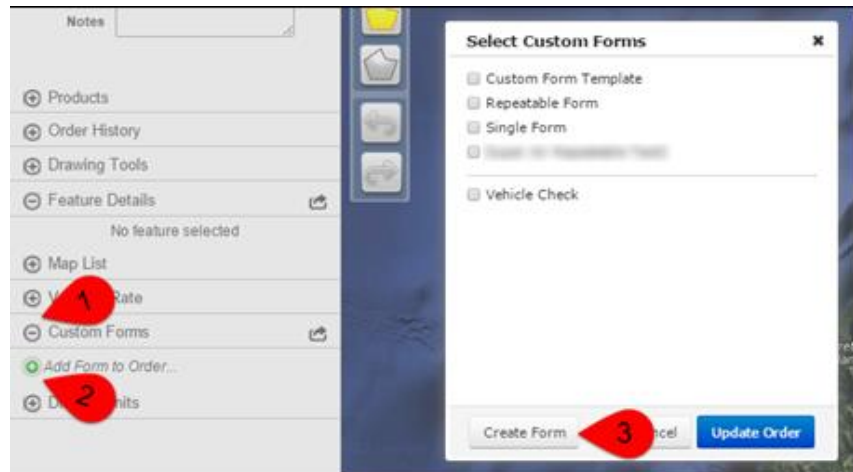 Notes
Products
Order History
Drawing Tools
Feature Details
No feature selected
Map List
Rate
Custom Forms
Add Form to Order...
1
2
Select Custom Forms
Custom Form Template
Repeatable Form
Single Form
Vehicle Check
Create Form
3
Update Order